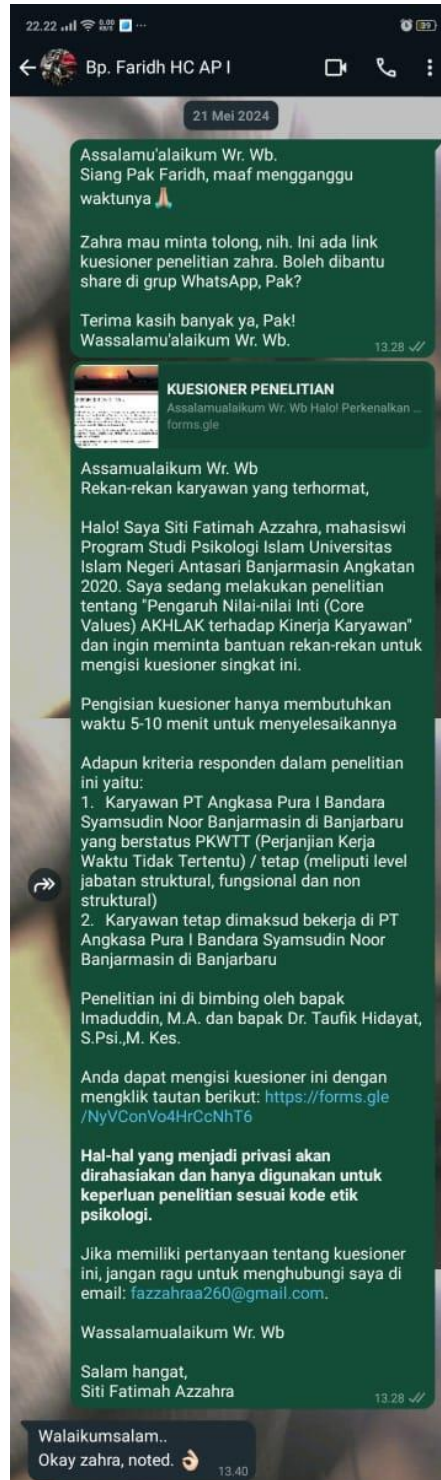 22.22
0.00
KB/S
39
Bp. Faridh HC AP I
21 Mei 2024
Assalamu'alaikum Wr. Wb.
Siang Pak Faridh, maaf mengganggu
waktunya🙏🏻
Zahra mau minta tolong, nih. Ini ada link
kuesioner penelitian zahra. Boleh dibantu
share di grup WhatsApp, Pak?
Terima kasih banyak ya, Pak!
Wassalamu'alaikum Wr. Wb.
13.28
KUESIONER PENELITIAN
Assalamualaikum Wr. Wb Halo! Perkenalkan ...
forms.gle
Assamualaikum Wr. Wb
Rekan-rekan karyawan yang terhormat,
Halo! Saya Siti Fatimah Azzahra, mahasiswi
Program Studi Psikologi Islam Universitas
Islam Negeri Antasari Banjarmasin Angkatan
2020. Saya sedang melakukan penelitian
tentang "Pengaruh Nilai-nilai Inti (Core
Values) AKHLAK terhadap Kinerja Karyawan"
dan ingin meminta bantuan rekan-rekan untuk
mengisi kuesioner singkat ini.
Pengisian kuesioner hanya membutuhkan
waktu 5-10 menit untuk menyelesaikannya
Adapun kriteria responden dalam penelitian
ini yaitu:
1. Karyawan PT Angkasa Pura I Bandara
Syamsudin Noor Banjarmasin di Banjarbaru
yang berstatus PKWTT (Perjanjian Kerja
Waktu Tidak Tertentu) / tetap (meliputi level
jabatan struktural, fungsional dan non
struktural)
2. Karyawan tetap dimaksud bekerja di PT
Angkasa Pura I Bandara Syamsudin Noor
Banjarmasin di Banjarbaru
Penelitian ini di bimbing oleh bapak
Imaduddin, M.A. dan bapak Dr. Taufik Hidayat,
S.Psi.,M. Kes.
Anda dapat mengisi kuesioner ini dengan
mengklik tautan berikut: https://forms.gle
/NyVConVo4HrCcNhT6
Hal-hal yang menjadi privasi akan
dirahasiakan dan hanya digunakan untuk
keperluan penelitian sesuai kode etik
psikologi.
Jika memiliki pertanyaan tentang kuesioner
ini, jangan ragu untuk menghubungi saya di
email: fazzahraa260@gmail.com.
Wassalamualaikum Wr. Wb
Salam hangat,
Siti Fatimah Azzahra
13.28
Walaikumsalam..
Okay zahra, noted. 👌🏻
13.40